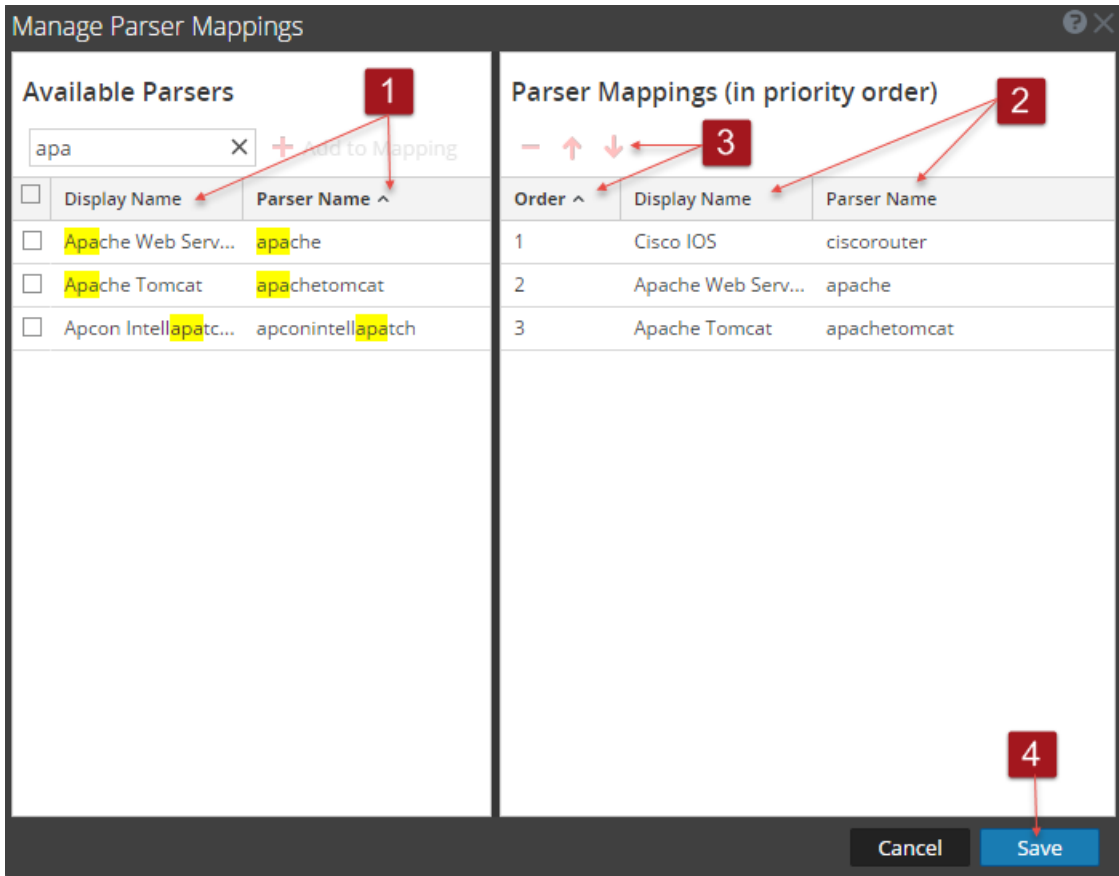 Manage Parser Mappings
Available Parsers
1
apa
Add to Mapping
Display Name
Parser Name
Apache Web Serv...
apache
Apache Tomcat
apachetomcat
Apcon Intellapatc...
apconintellapatch
Parser Mappings (in priority order)
2
3
Order
Display Name
Parser Name
1
Cisco IOS
ciscorouter
2
Apache Web Serv...
apache
3
Apache Tomcat
apachetomcat
4
Cancel
Save